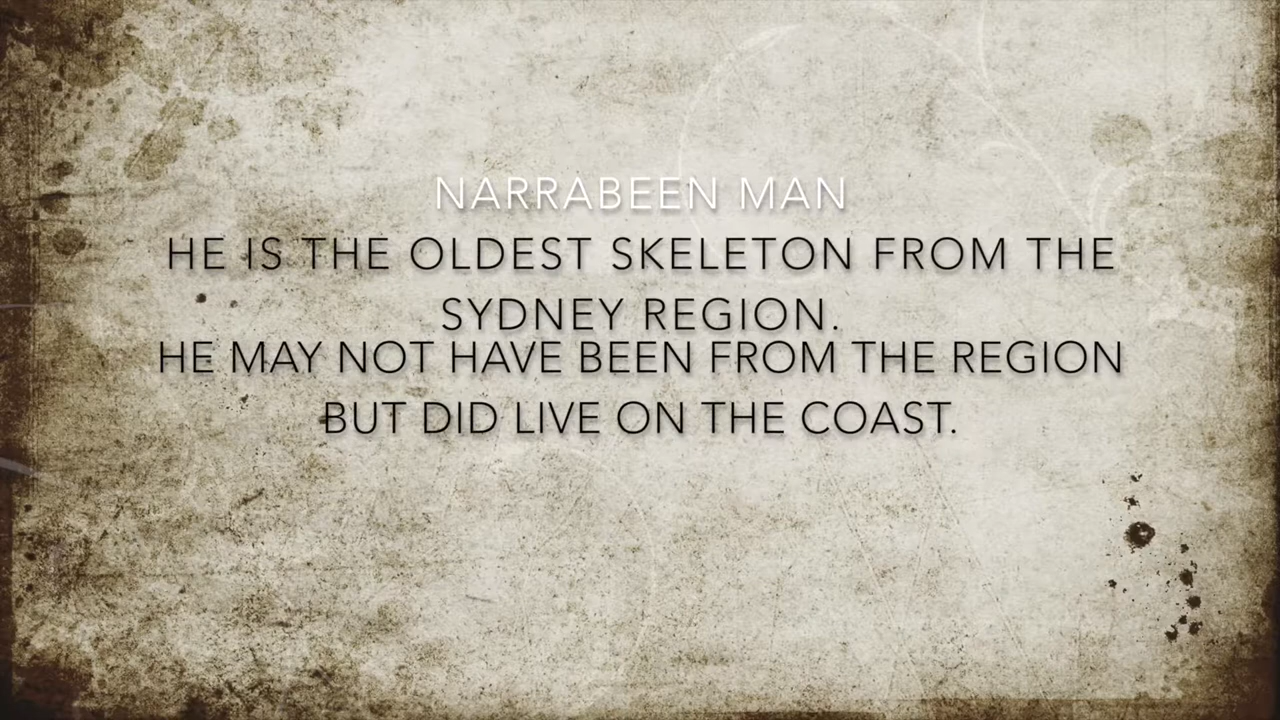 NARRABEEN MAN
HE IS THE OLDEST SKELETON FROM THE
SYDNEY REGION.
HE MAY NOT HAVE BEEN FROM THE REGION
BUT DID LIVE ON THE COAST.